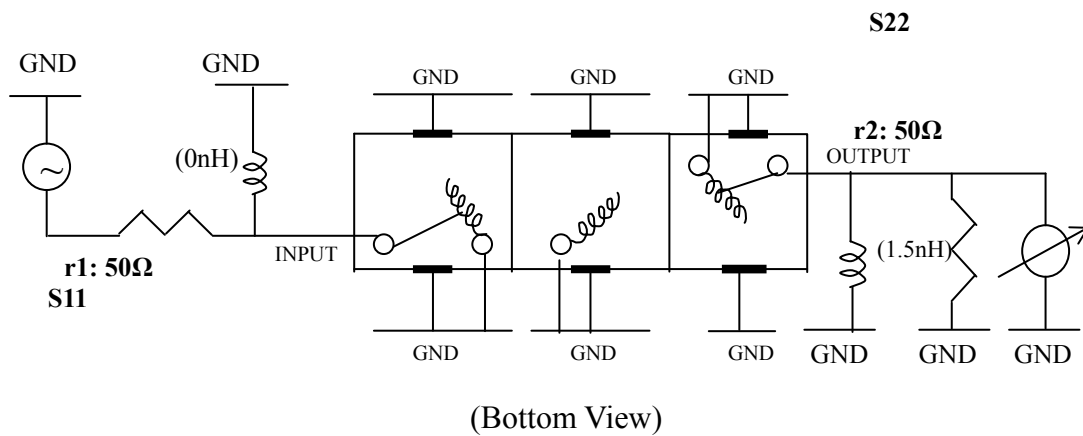 S22
GND
GND
GND
GND
GND
r2: 50Ω
OUTPUT
(0nH)
INPUT
(1.5nH)
r1: 50Ω
S11
GND
GND
GND
GND
GND
GND
(Bottom View)